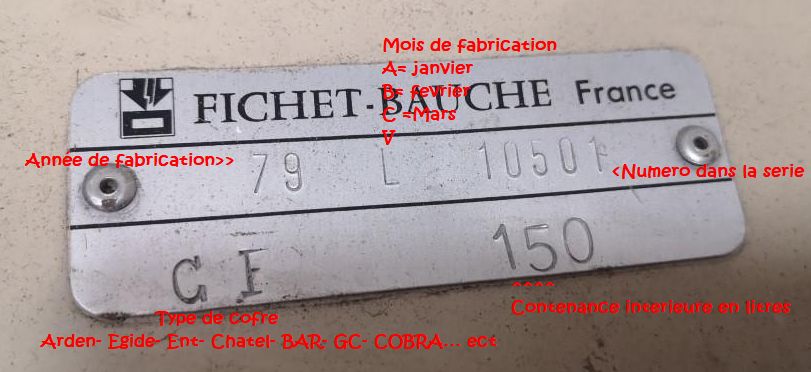 Mois de fabrication
A= janvier
B= fevrier
C =Mars
V
FICHET-BAUCHE France
Année de fabrication>>
79 L 10501
<Numero dans la serie
G I 150
^^^^
Contenance interieure en litres
Type de cofre
Arden- Egide- Ent- Chatel- BAR- GC- COBRA... ect